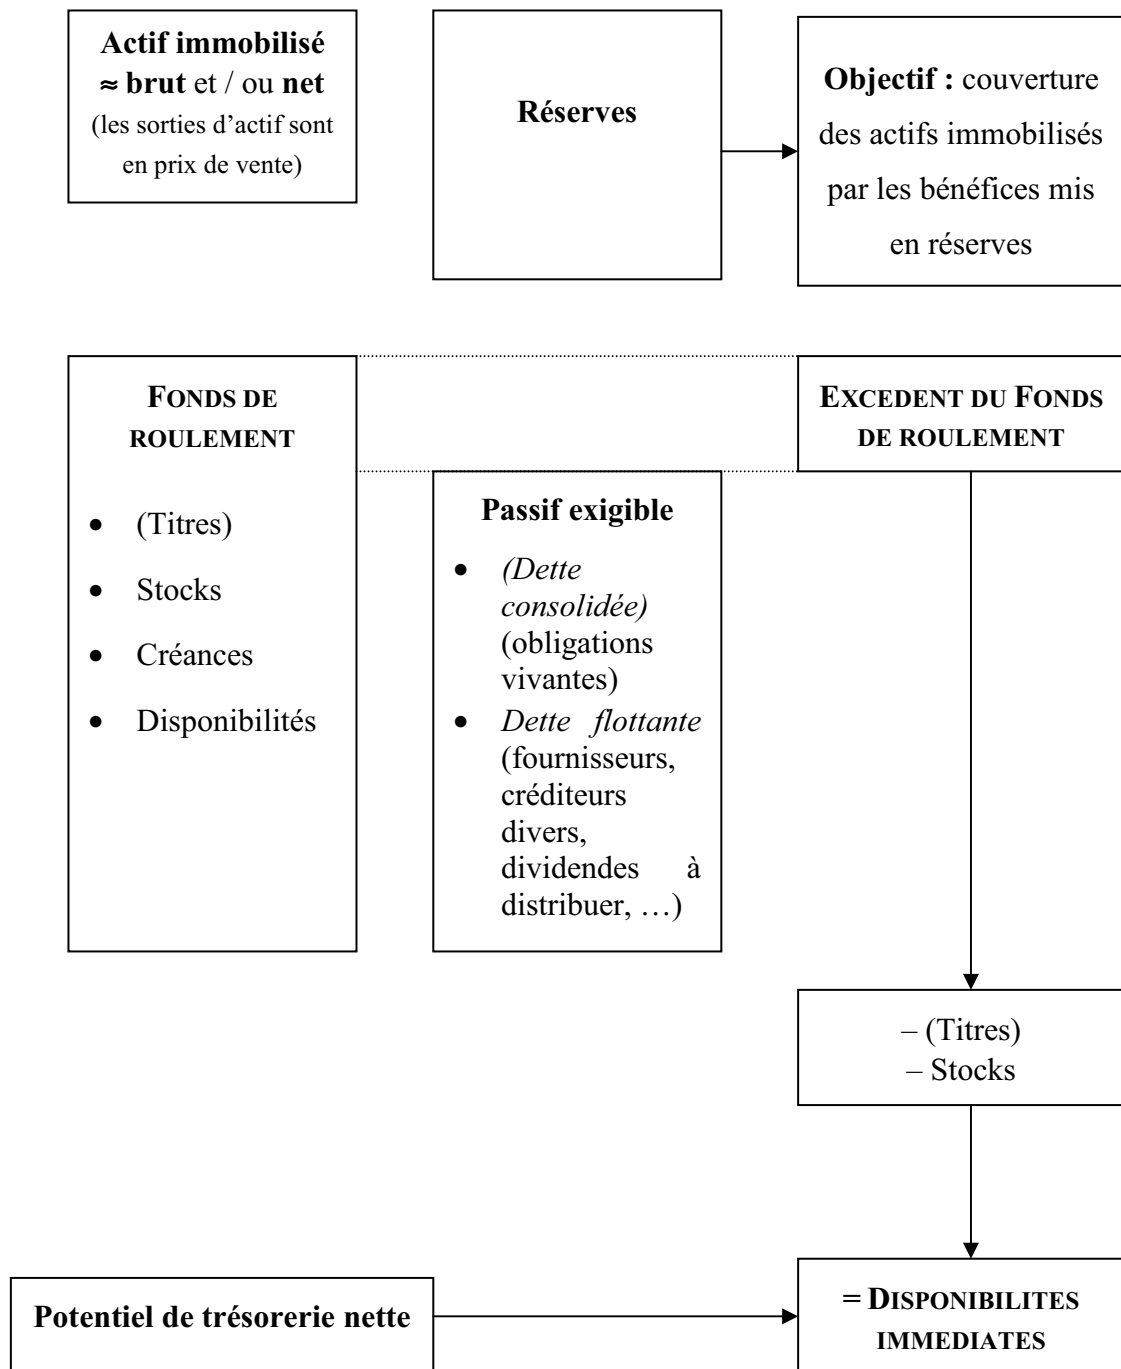 Actif immobilisé
≈ brut et / ou net
(les sorties d’actif sont
en prix de vente)
Réserves
Objectif : couverture
des actifs immobilisés
par les bénéfices mis
en réserves
FONDS DE
ROULEMENT
• (Titres)
• Stocks
• Créances
• Disponibilités
EXCEDENT DU FONDS
DE ROULEMENT
Passif exigible
• (Dette
consolidée)
(obligations
vivantes)
• Dette flottante
(fournisseurs,
créditeurs
divers,
dividendes à
distribuer, …)
– (Titres)
– Stocks
Potentiel de trésorerie nette
= DISPONIBILITES
IMMEDIATES